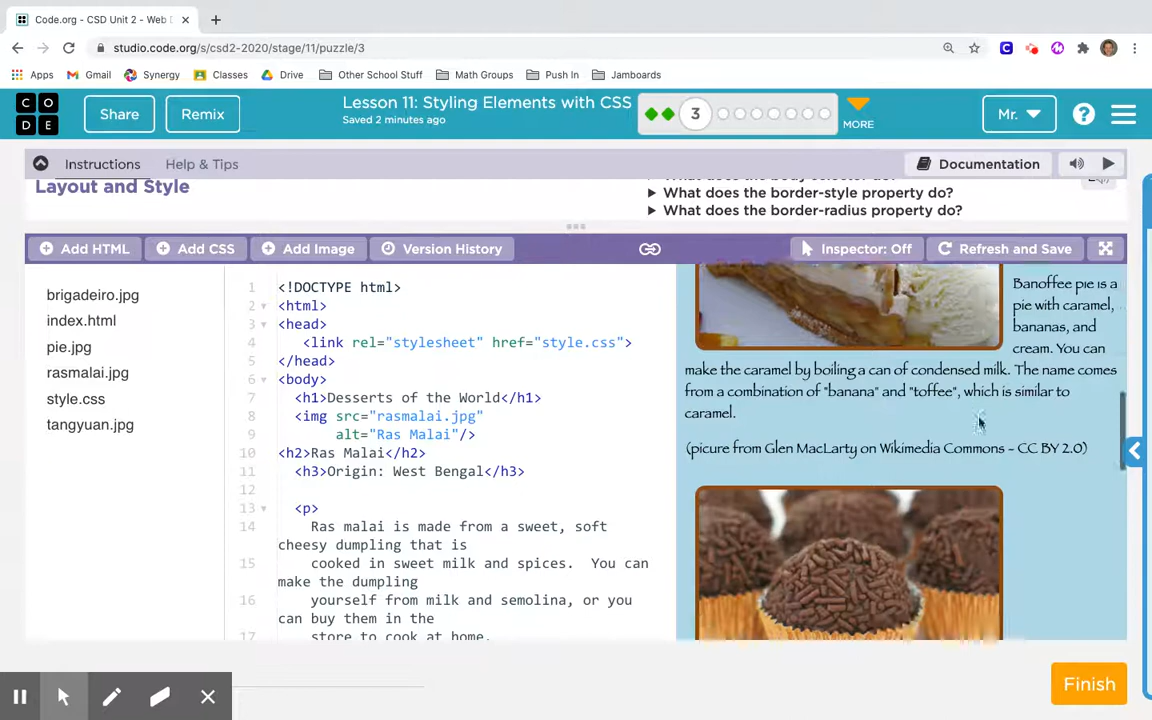 Code.org - CSD Unit 2 - Web D
studio.code.org/s/csd2-2020/stage/11/puzzle/3
Apps Gmail Synergy Classes Drive Other School Stuff Math Groups Push In Jamboards
CO
DE
Share
Remix
Lesson 11: Styling Elements with CSS
Saved 2 minutes ago
3
MORE
Mr.
?
Instructions
Help & Tips
Documentation
Layout and Style
What does the border-style property do?
What does the border-radius property do?
Add HTML
Add CSS
Add Image
Version History
Inspector: Off
Refresh and Save
brigadeiro.jpg
index.html
pie.jpg
rasmalai.jpg
style.css
tangyuan.jpg
1 <!DOCTYPE html>
2 <html>
3 <head>
4 <link rel="stylesheet" href="style.css">
5 </head>
6 <body>
7 <h1>Desserts of the World</h1>
8 <img src="rasmalai.jpg"
9 alt="Ras Malai"/>
10 <h2>Ras Malai</h2>
11 <h3>Origin: West Bengal</h3>
12
13 <p>
14 Ras malai is made from a sweet, soft
cheesy dumpling that is
15 cooked in sweet milk and spices. You can
make the dumpling
16 yourself from milk and semolina, or you
can buy them in the
17 store to cook at home.
Banoffee pie is a
pie with caramel,
bananas, and
cream. You can
make the caramel by boiling a can of condensed milk. The name comes
from a combination of "banana" and "toffee", which is similar to
caramel.
(picure from Glen MacLarty on Wikimedia Commons - CC BY 2.0)
Finish